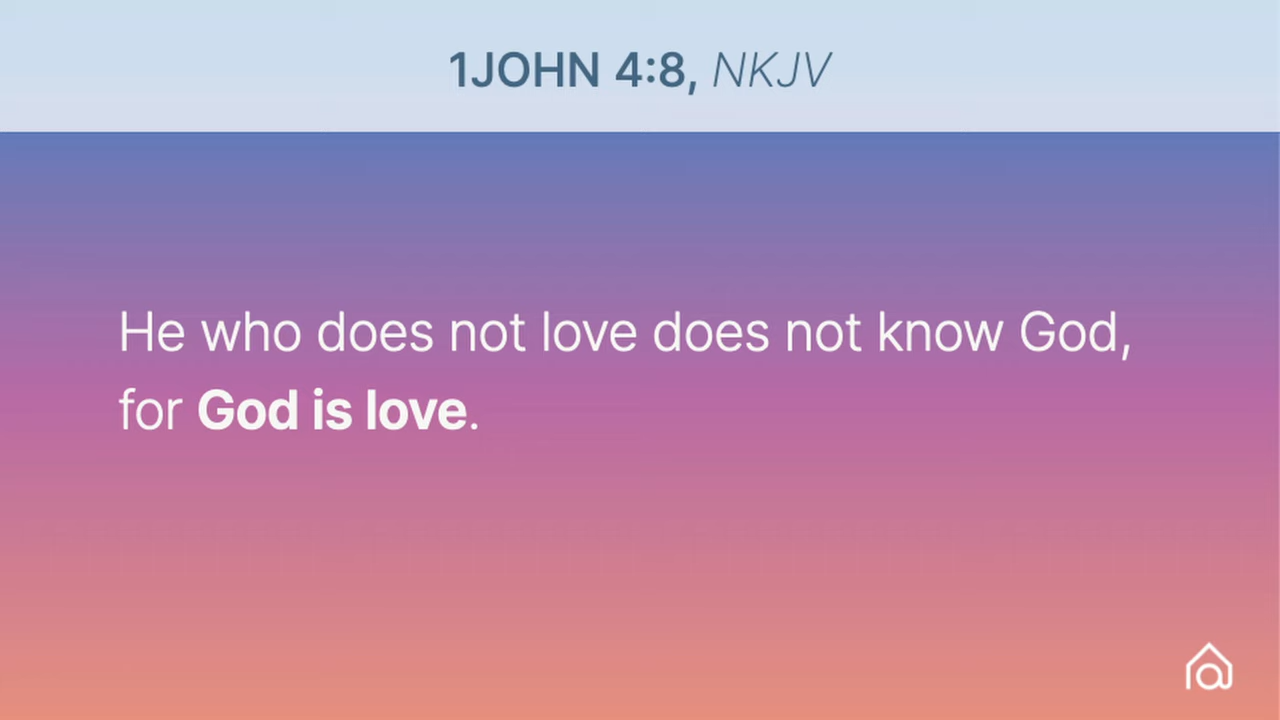 1JOHN 4:8, NKJV
He who does not love does not know God,
for God is love.